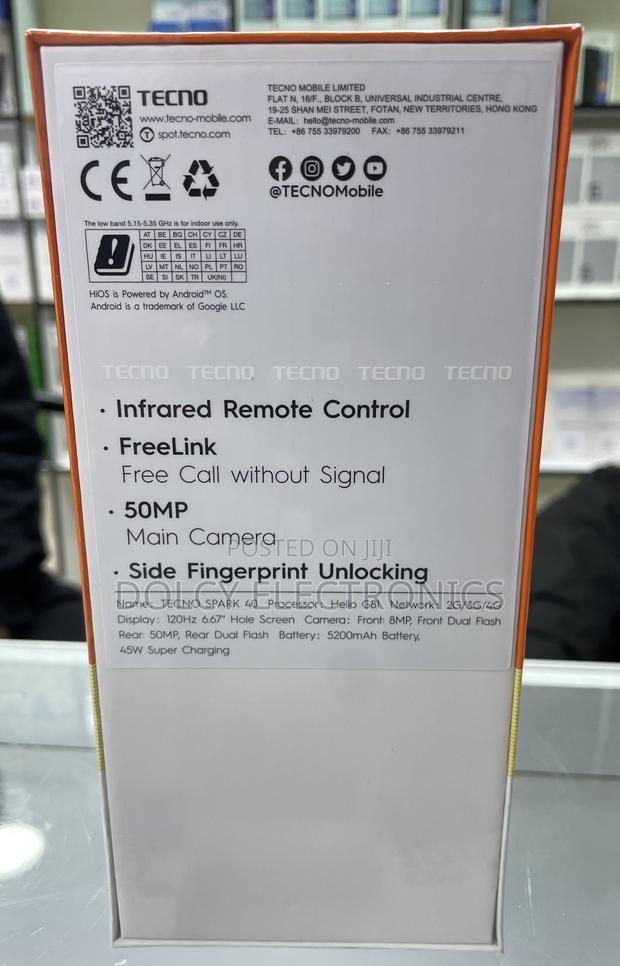 TECNO
www.tecno-mobile.com
spot.tecno.com
TECNO MOBILE LIMITED
FLAT N, 16/F., BLOCK B, UNIVERSAL INDUSTRIAL CENTRE,
19-25 SHAN MEI STREET, FOTAN, NEW TERRITORIES, HONG KONG
E-MAIL: hello@tecno-mobile.com
TEL: +86 755 33979200 FAX: +86 755 33979211
CE
@TECNOMobile
The low band 5.15-5.35 GHz is for indoor use only.
AT BE BG CH CY CZ DE
DK EE EL ES FI FR HR
HU IE IS IT LI LT LU
LV MT NL NO PL PT RO
SE SI SK TR UK(NI)
HiOS is Powered by Android™ OS.
Android is a trademark of Google LLC
TECNO TECNO TECNO TECNO TECNO
· Infrared Remote Control
· FreeLink
Free Call without Signal
· 50MP
Main Camera
POSTED ON JIJI
· Side Fingerprint Unlocking
DOLCY ELECTRONICS
Name: TECNO SPARK 40 Processor: Helio G81 Network: 2G/3G/4G
Display: 120Hz 6.67" Hole Screen Camera: Front: 8MP, Front Dual Flash
Rear: 50MP, Rear Dual Flash Battery: 5200mAh Battery,
45W Super Charging